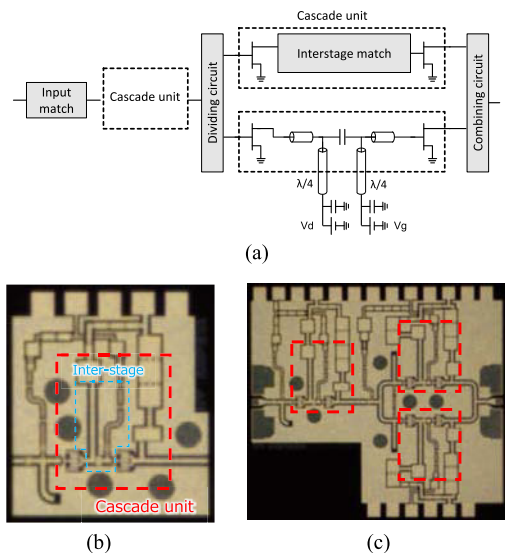 Cascade unit
Input
match
Cascade unit
Dividing circuit
Interstage match
Combining circuit
λ/4
λ/4
Vd
Vg
(a)
Inter-stage
Cascade unit
(b)
(c)